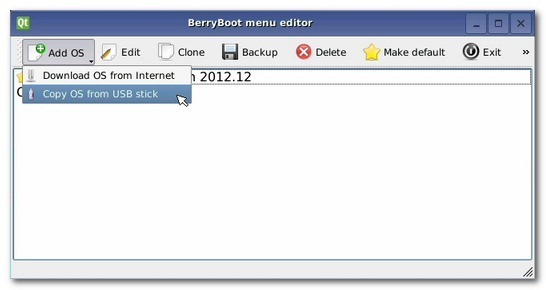 Qt BerryBoot menu editor
Add OS Edit Clone Backup Delete Make default Exit »
Download OS from Internet
2012.12
Copy OS from USB stick